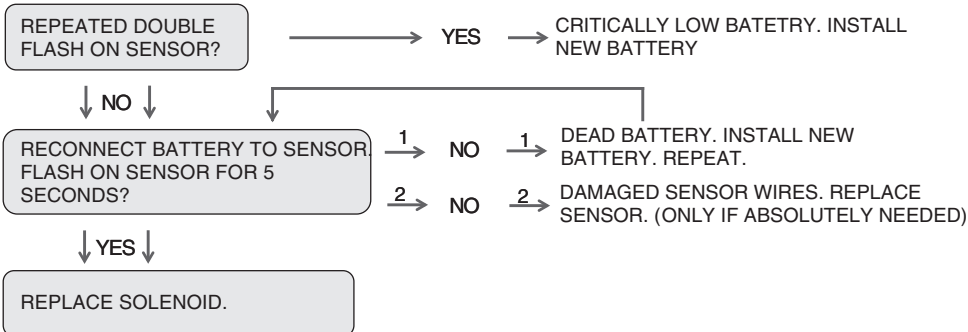 REPEATED DOUBLE
FLASH ON SENSOR?
YES
CRITICALLY LOW BATETRY. INSTALL
NEW BATTERY
NO
RECONNECT BATTERY TO SENSOR.
FLASH ON SENSOR FOR 5
SECONDS?
1
NO
1
DEAD BATTERY. INSTALL NEW
BATTERY. REPEAT.
2
NO
2
DAMAGED SENSOR WIRES. REPLACE
SENSOR. (ONLY IF ABSOLUTELY NEEDED)
YES
REPLACE SOLENOID.